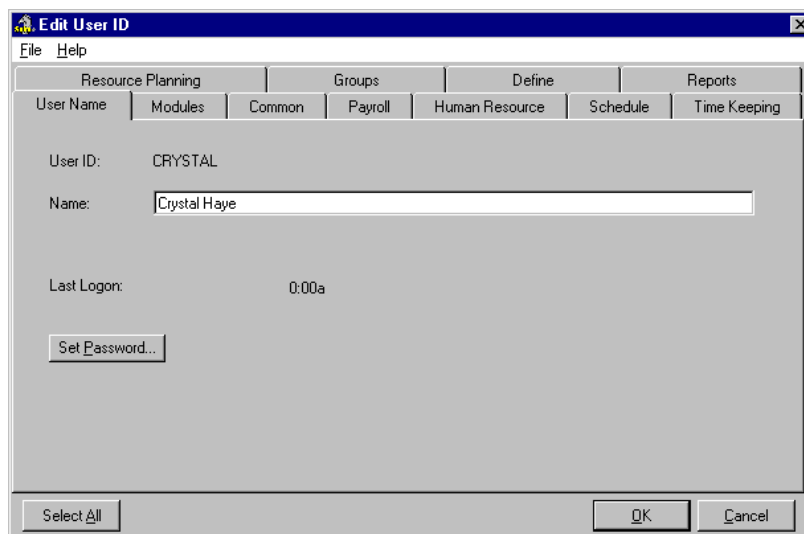 Edit User ID
File Help
Resource Planning Groups Define Reports
User Name Modules Common Payroll Human Resource Schedule Time Keeping
User ID: CRYSTAL
Name: Crystal Haye
Last Logon: 0:00a
Set Password...
Select All OK Cancel